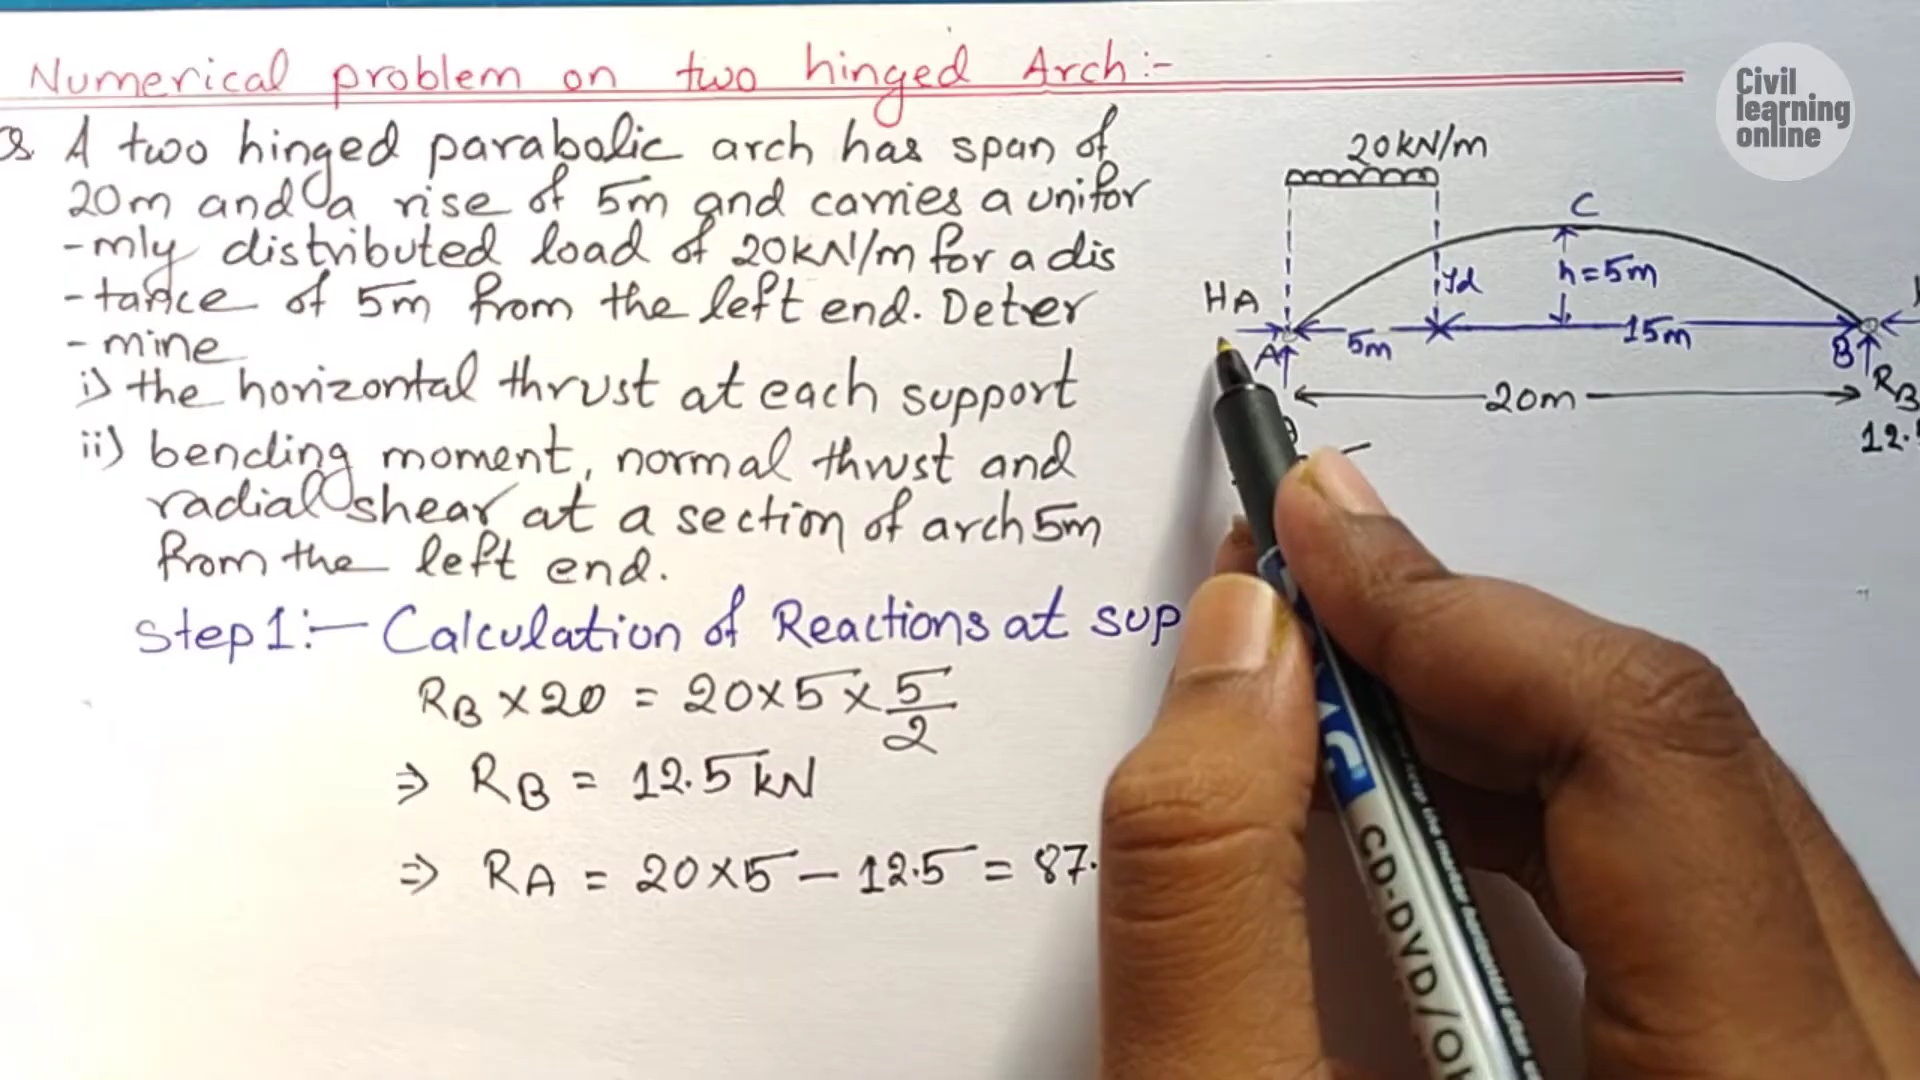 Numerical problem on two hinged Arch:-
Q. A two hinged parabolic arch has span of
20m and a rise of 5m and carries a unifor
-mly distributed load of 20kN/m for a dis
-tance of 5m from the left end. Deter
-mine
i) the horizontal thrust at each support
ii) bending moment, normal thrust and
radial shear at a section of arch 5m
from the left end.
Step 1:- Calculation of Reactions at sup
RB × 20 = 20×5×5/2
⇒ RB = 12.5 kN
⇒ RA = 20×5 - 12.5 = 87.
Civil
learning
online
20kN/m
C
yd
h=5m
HA
A
5m
15m
B
20m
RB
12.
CD-DVD/O